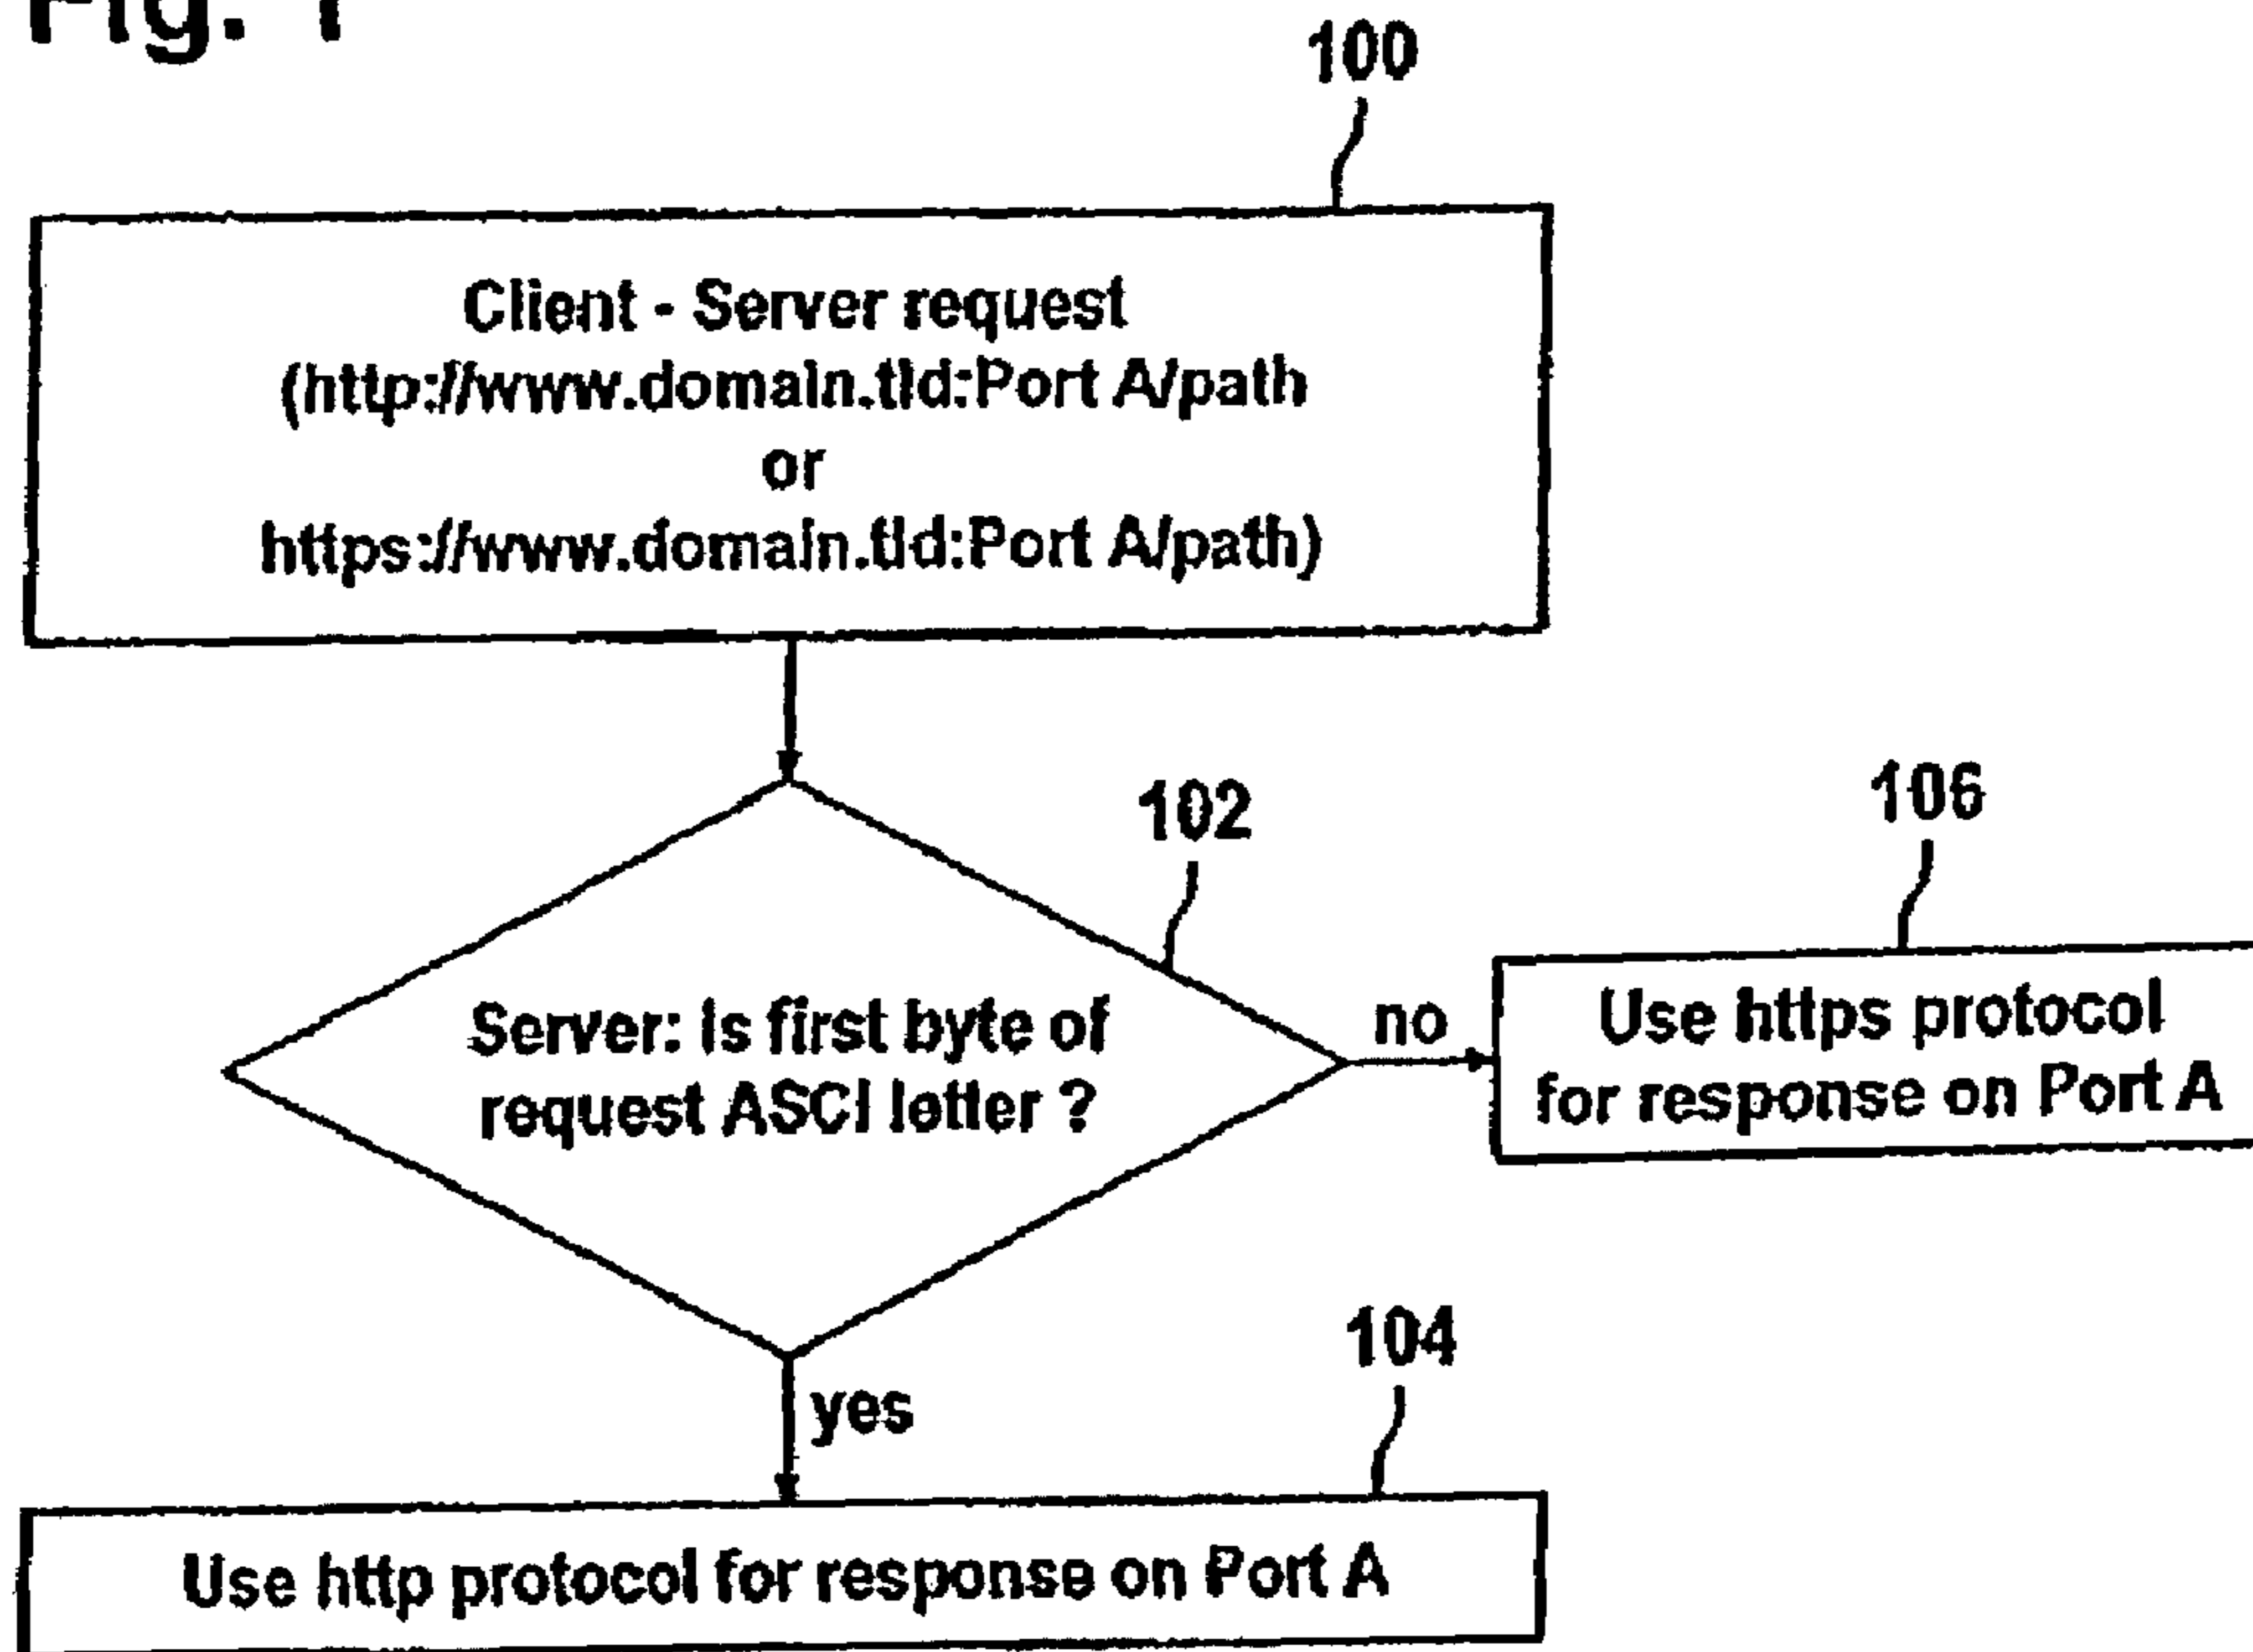 Fig. 1
100
Client - Server request
(http://www.domain.tld:Port A/path
or
https://www.domain.tld:Port A/path)
102
106
Server: Is first byte of
request ASCI letter ?
no
Use https protocol
for response on Port A
104
yes
Use http protocol for response on Port A